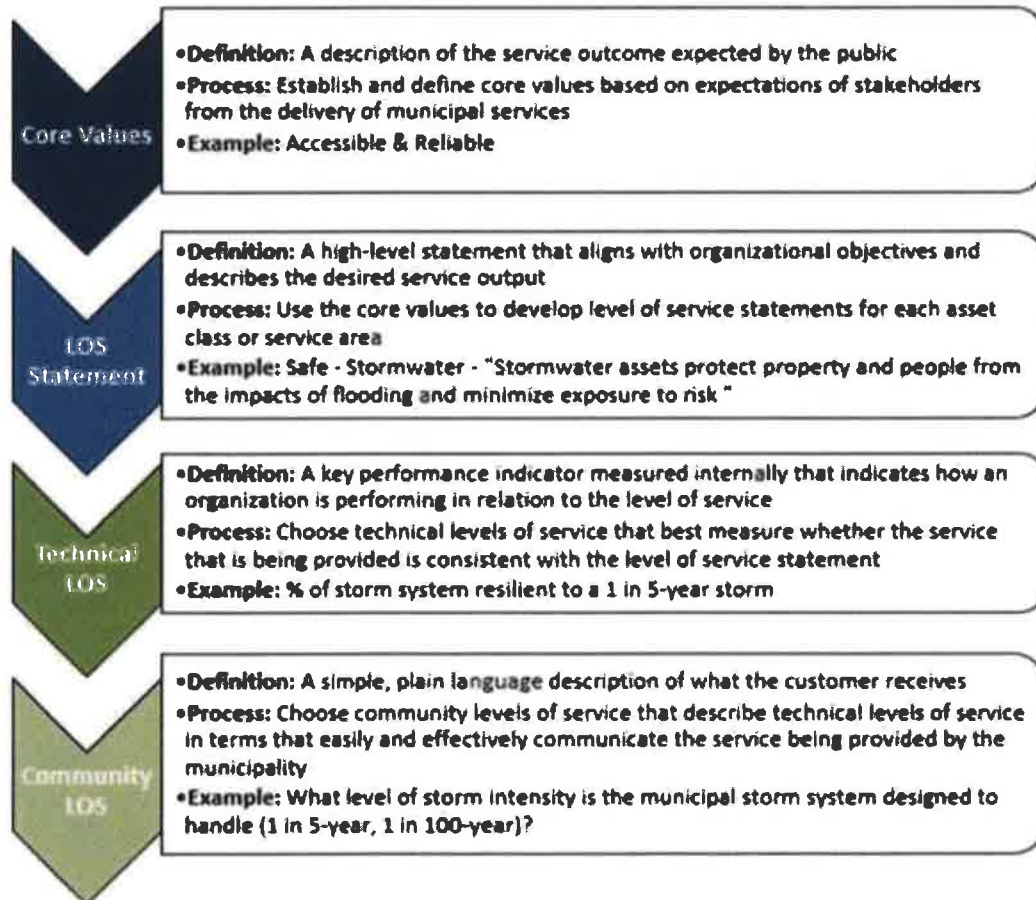 Core Values
•Definition: A description of the service outcome expected by the public
•Process: Establish and define core values based on expectations of stakeholders
from the delivery of municipal services
•Example: Accessible & Reliable
LOS
Statement
•Definition: A high-level statement that aligns with organizational objectives and
describes the desired service output
•Process: Use the core values to develop level of service statements for each asset
class or service area
•Example: Safe - Stormwater - "Stormwater assets protect property and people from
the impacts of flooding and minimize exposure to risk "
Technical
LOS
•Definition: A key performance indicator measured internally that indicates how an
organization is performing in relation to the level of service
•Process: Choose technical levels of service that best measure whether the service
that is being provided is consistent with the level of service statement
•Example: % of storm system resilient to a 1 in 5-year storm
Community
LOS
•Definition: A simple, plain language description of what the customer receives
•Process: Choose community levels of service that describe technical levels of service
in terms that easily and effectively communicate the service being provided by the
municipality
•Example: What level of storm intensity is the municipal storm system designed to
handle (1 in 5-year, 1 in 100-year)?